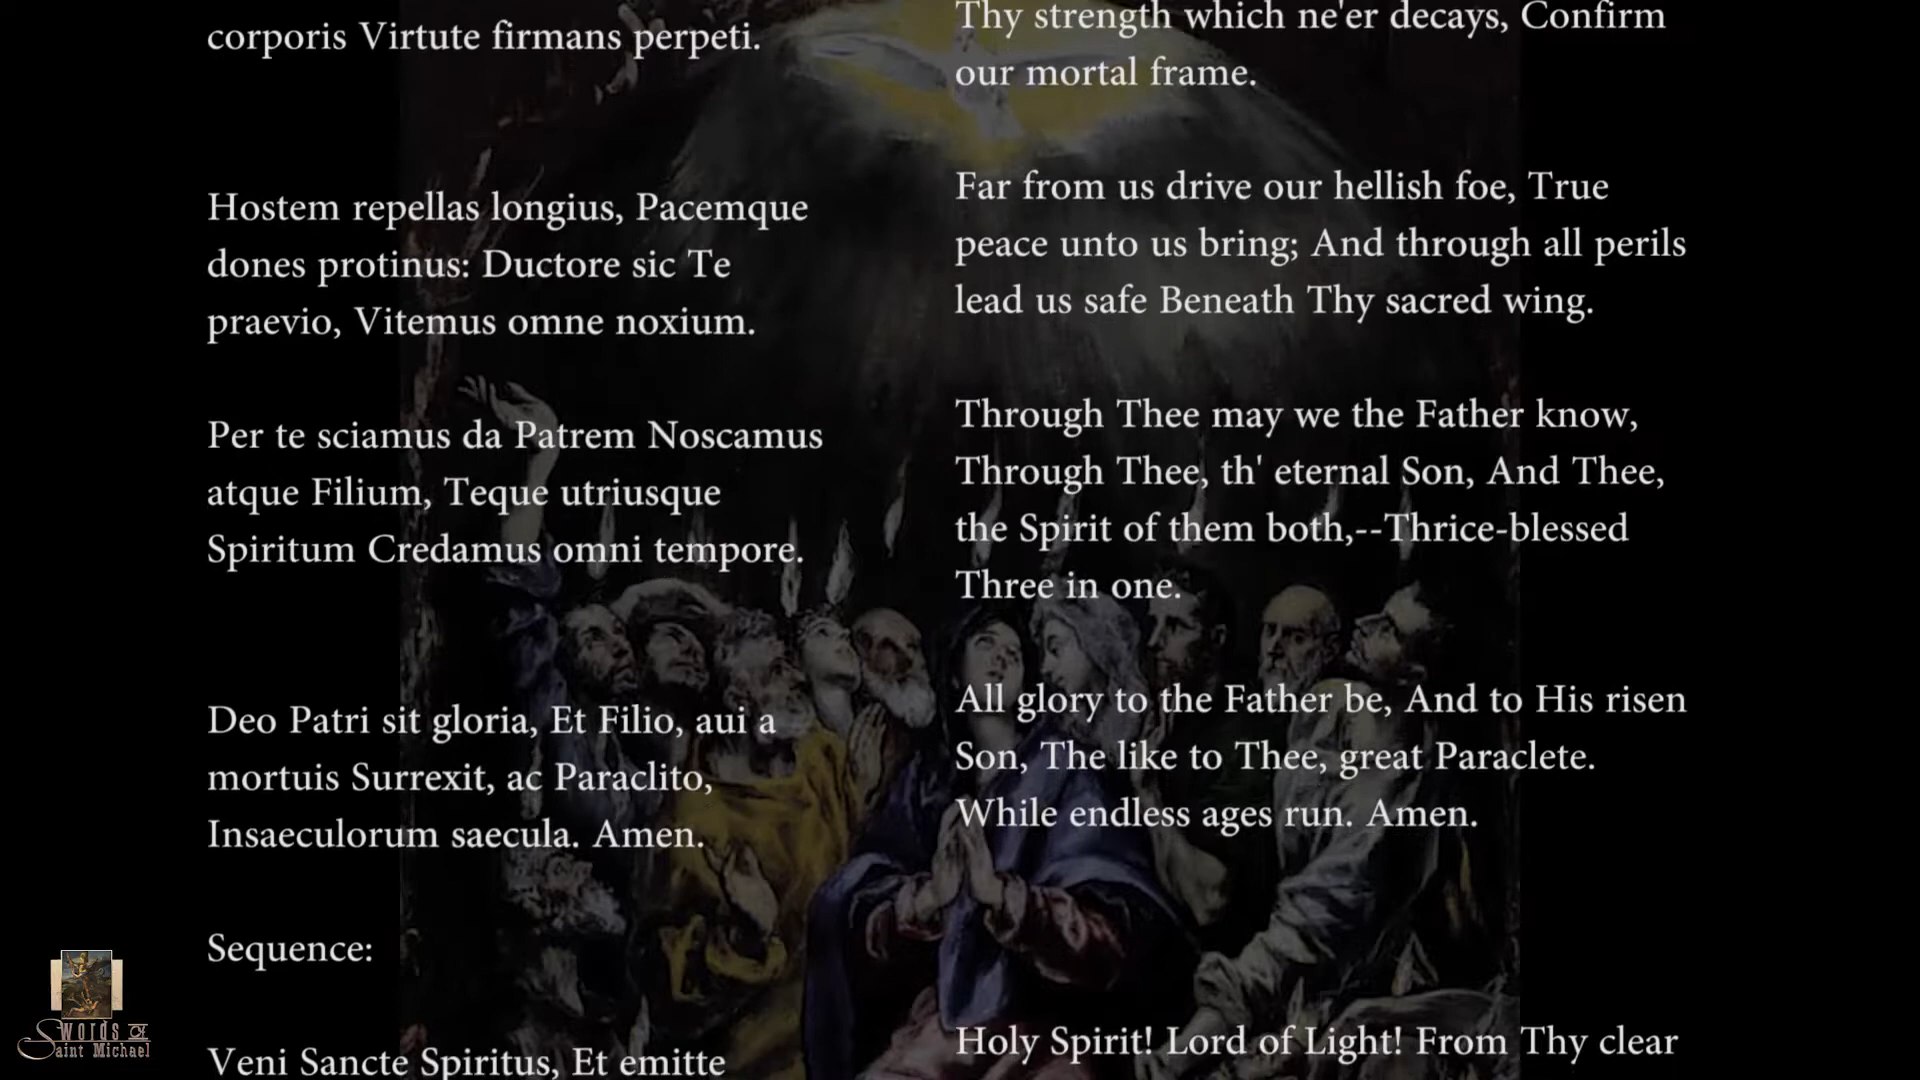 corporis Virtute firmans perpeti.
Hostem repellas longius, Pacemque
dones protinus: Ductore sic Te
praevio, Vitemus omne noxium.
Per te sciamus da Patrem Noscamus
atque Filium, Teque utriusque
Spiritum Credamus omni tempore.
Deo Patri sit gloria, Et Filio, aui a
mortuis Surrexit, ac Paraclito,
Insaeculorum saecula. Amen.
Sequence:
Veni Sancte Spiritus, Et emitte
Thy strength which ne'er decays, Confirm
our mortal frame.
Far from us drive our hellish foe, True
peace unto us bring; And through all perils
lead us safe Beneath Thy sacred wing.
Through Thee may we the Father know,
Through Thee, th' eternal Son, And Thee,
the Spirit of them both,--Thrice-blessed
Three in one.
All glory to the Father be, And to His risen
Son, The like to Thee, great Paraclete.
While endless ages run. Amen.
Holy Spirit! Lord of Light! From Thy clear
Swords of
Saint Michael